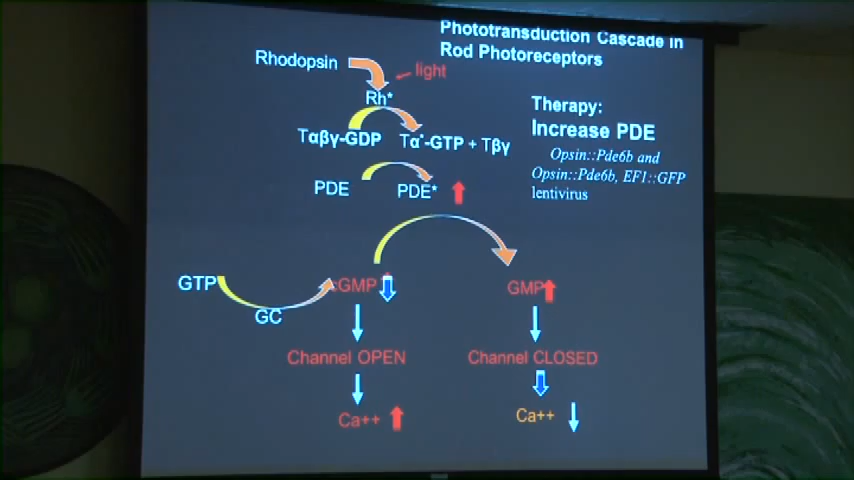 Phototransduction Cascade in
Rod Photoreceptors
Rhodopsin
light
Rh*
Therapy:
Increase PDE
Opsin::Pde6b and
Opsin::Pde6b, EF1::GFP
lentivirus
Tαβγ-GDP
Tα*-GTP + Tβγ
PDE
PDE*
GTP
GC
cGMP
GMP
Channel OPEN
Channel CLOSED
Ca++
Ca++